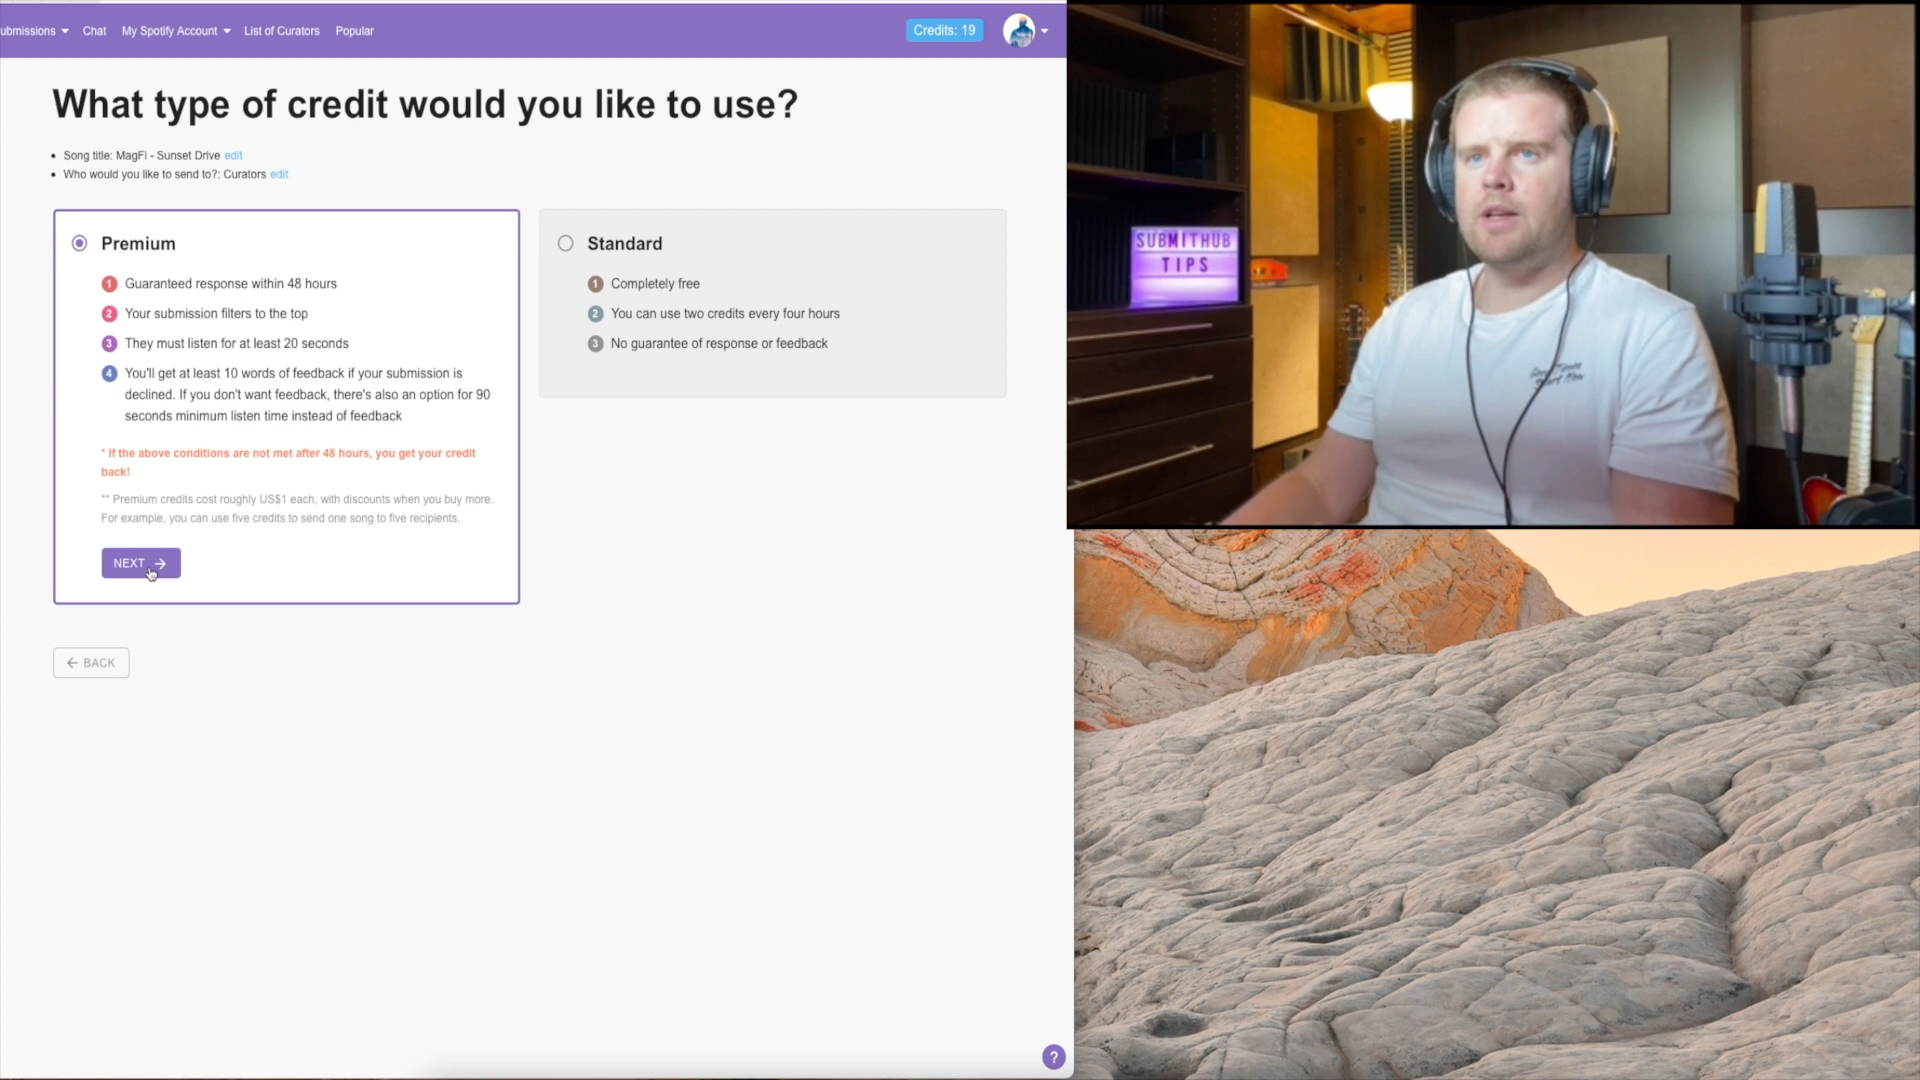 ubmissions Chat My Spotify Account List of Curators Popular Credits: 19
What type of credit would you like to use?
Song title: MagFi - Sunset Drive edit
Who would you like to send to?: Curators edit
Premium
1 Guaranteed response within 48 hours
2 Your submission filters to the top
3 They must listen for at least 20 seconds
4 You'll get at least 10 words of feedback if your submission is
declined. If you don't want feedback, there's also an option for 90
seconds minimum listen time instead of feedback
* If the above conditions are not met after 48 hours, you get your credit
back!
** Premium credits cost roughly US$1 each, with discounts when you buy more.
For example, you can use five credits to send one song to five recipients.
NEXT
Standard
1 Completely free
2 You can use two credits every four hours
3 No guarantee of response or feedback
BACK
?
SUBMITHUB
TIPS